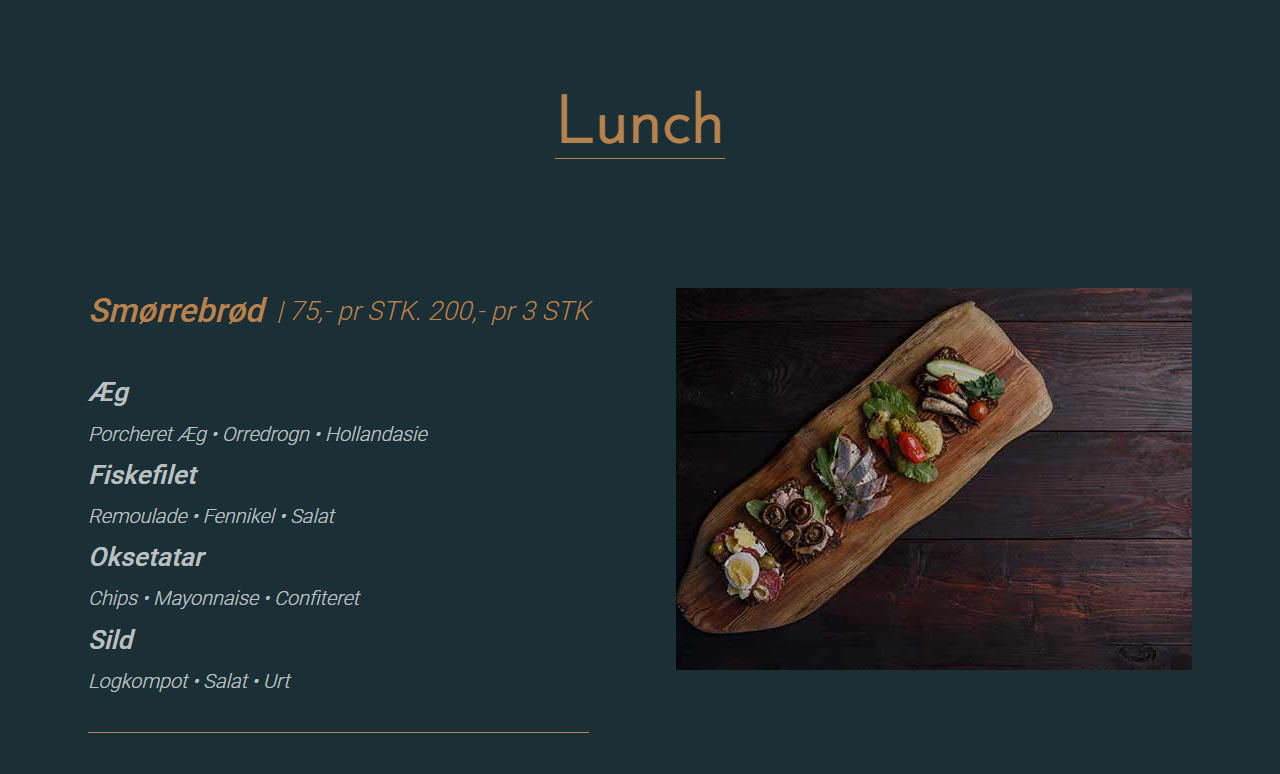 Lunch
Smørrebrød | 75,- pr STK. 200,- pr 3 STK
Æg
Porcheret Æg • Orredrogn • Hollandasie
Fiskefilet
Remoulade • Fennikel • Salat
Oksetatar
Chips • Mayonnaise • Confiteret
Sild
Logkompot • Salat • Urt